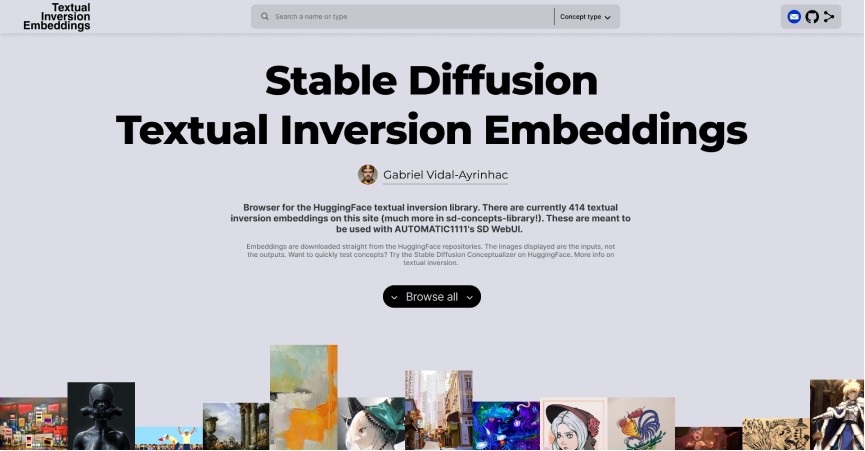 Textual
Inversion
Embeddings
Search a name or type
Concept type
Stable Diffusion
Textual Inversion Embeddings
Gabriel Vidal-Ayrinhac
Browser for the HuggingFace textual inversion library. There are currently 414 textual
inversion embeddings on this site (much more in sd-concepts-library!). These are meant to
be used with AUTOMATIC1111's SD WebUI.
Embeddings are downloaded straight from the HuggingFace repositories. The images displayed are the inputs, not
the outputs. Want to quickly test concepts? Try the Stable Diffusion Conceptualizer on HuggingFace. More info on
textual inversion.
Browse all